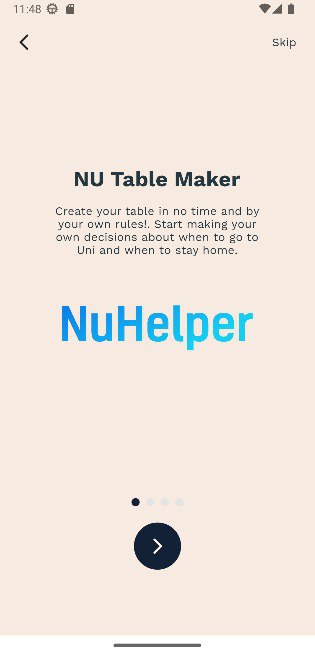 11:48
Skip
NU Table Maker
Create your table in no time and by
your own rules!. Start making your
own decisions about when to go to
Uni and when to stay home.
NuHelper